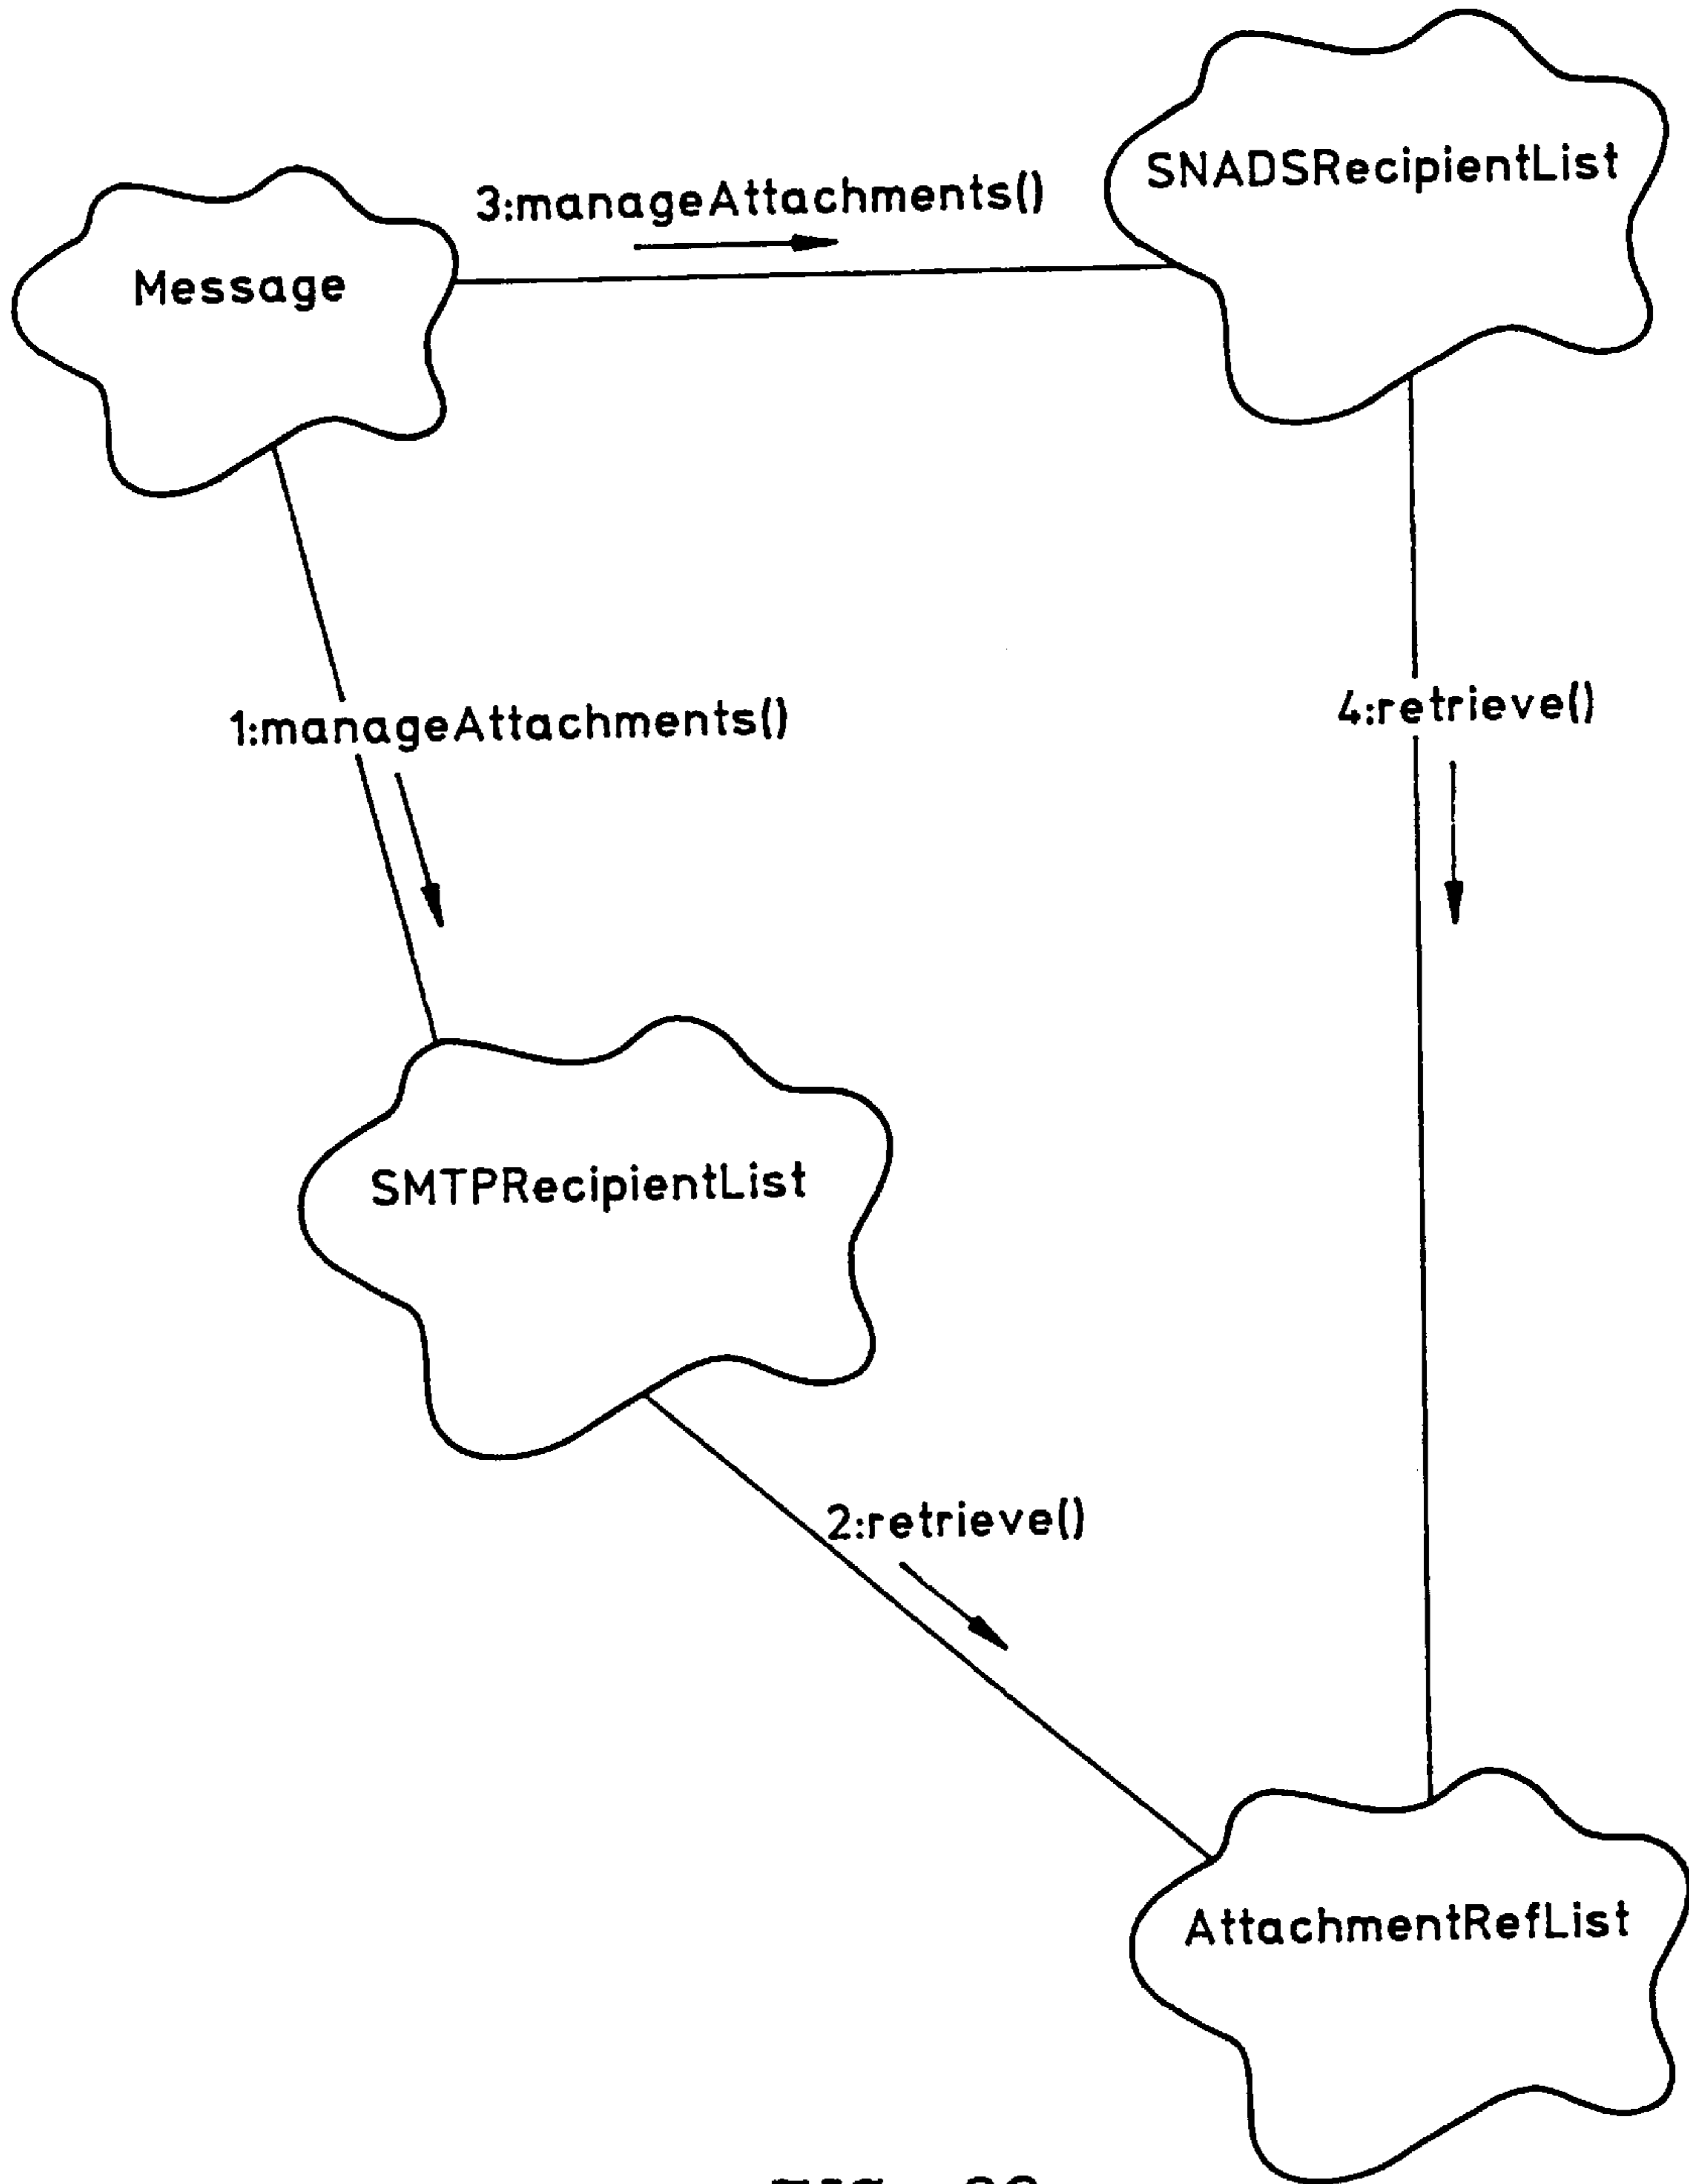 SNADSRecipientList
3:manageAttachments()
Message
1:manageAttachments()
4:retrieve()
SMTPRecipientList
2:retrieve()
AttachmentRefList